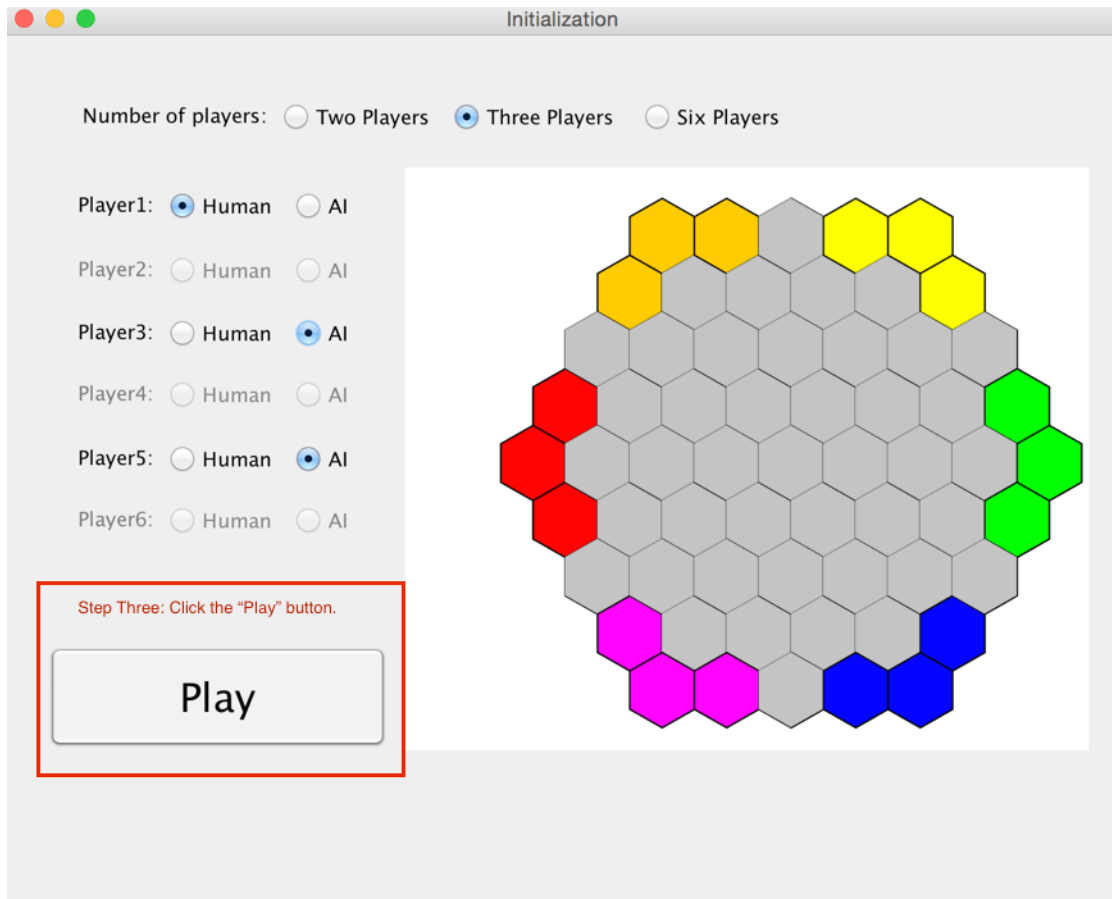 Initialization
Number of players: Two Players Three Players Six Players
Player1: Human AI
Player2: Human AI
Player3: Human AI
Player4: Human AI
Player5: Human AI
Player6: Human AI
Step Three: Click the “Play” button.
Play